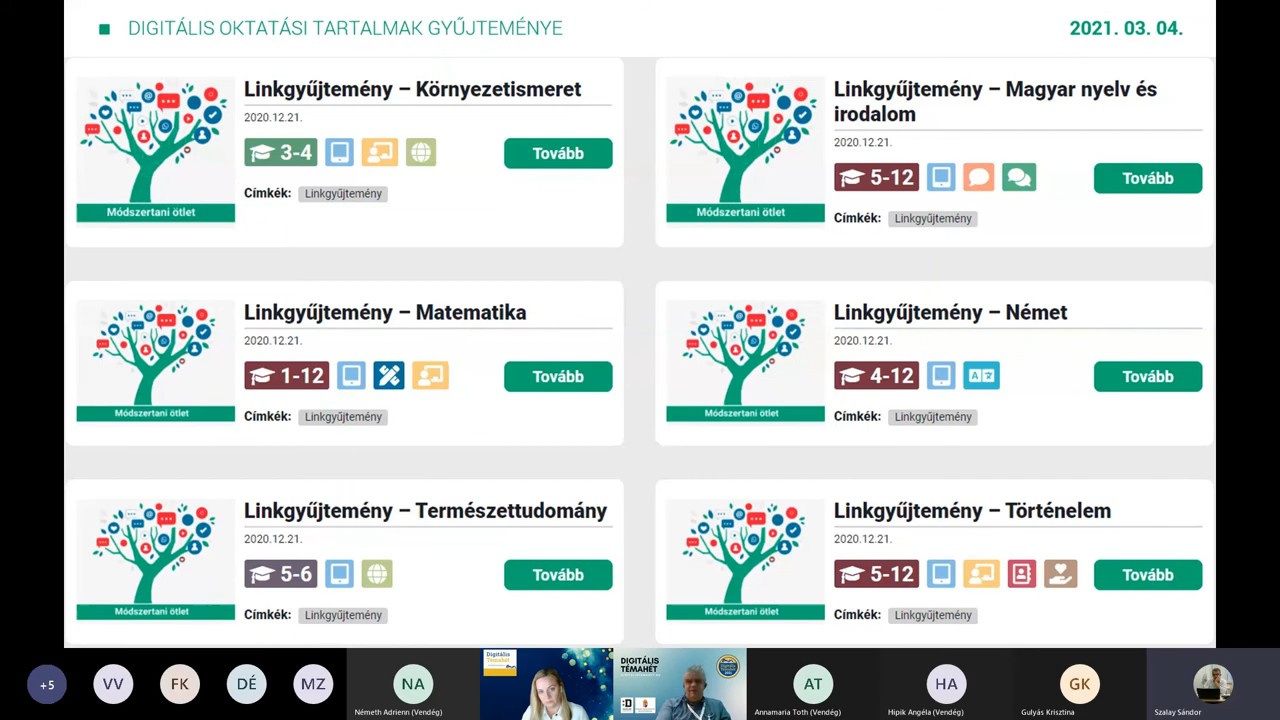 DIGITÁLIS OKTATÁSI TARTALMAK GYŰJTEMÉNYE
2021. 03. 04.
Linkgyűjtemény – Környezetismeret
2020.12.21.
3-4
Tovább
Címkék: Linkgyűjtemény
Módszertani ötlet
Linkgyűjtemény – Magyar nyelv és
irodalom
2020.12.21.
5-12
Tovább
Címkék: Linkgyűjtemény
Módszertani ötlet
Linkgyűjtemény – Matematika
2020.12.21.
1-12
Tovább
Címkék: Linkgyűjtemény
Módszertani ötlet
Linkgyűjtemény – Német
2020.12.21.
4-12
Tovább
Címkék: Linkgyűjtemény
Módszertani ötlet
Linkgyűjtemény – Természettudomány
2020.12.21.
5-6
Tovább
Címkék: Linkgyűjtemény
Módszertani ötlet
Linkgyűjtemény – Történelem
2020.12.21.
5-12
Tovább
Címkék: Linkgyűjtemény
Módszertani ötlet
+5
VV
FK
DÉ
MZ
NA
Németh Adrienn (Vendég)
Digitális
Témahét
DIGITÁLIS
TÉMAHÉT
AT
Annamaria Toth (Vendég)
HA
Hipik Angéla (Vendég)
GK
Gulyás Krisztina
Szalay Sándor